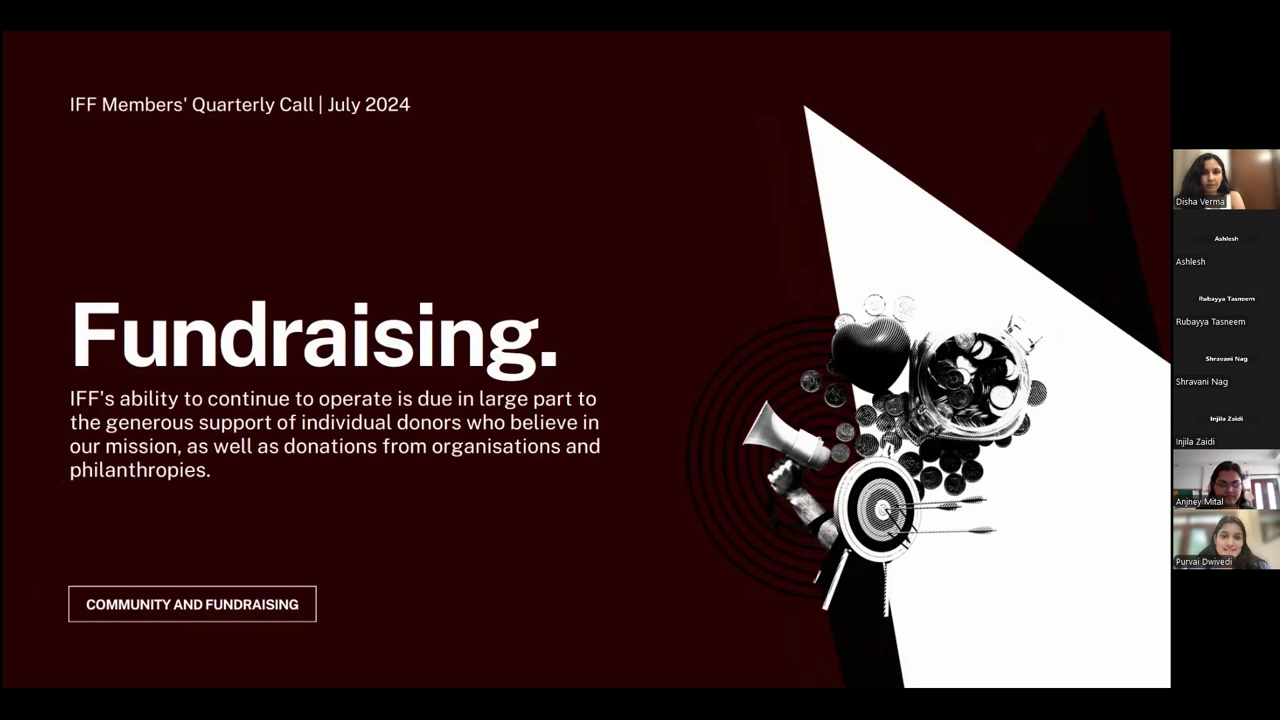 IFF Members' Quarterly Call | July 2024
Fundraising.
IFF's ability to continue to operate is due in large part to
the generous support of individual donors who believe in
our mission, as well as donations from organisations and
philanthropies.
COMMUNITY AND FUNDRAISING
Disha Verma
Ashlesh
Ashlesh
Rubayya Tasneem
Rubayya Tasneem
Shravani Nag
Shravani Nag
Injila Zaidi
Injila Zaidi
Anjney Mital
Purvai Dwivedi